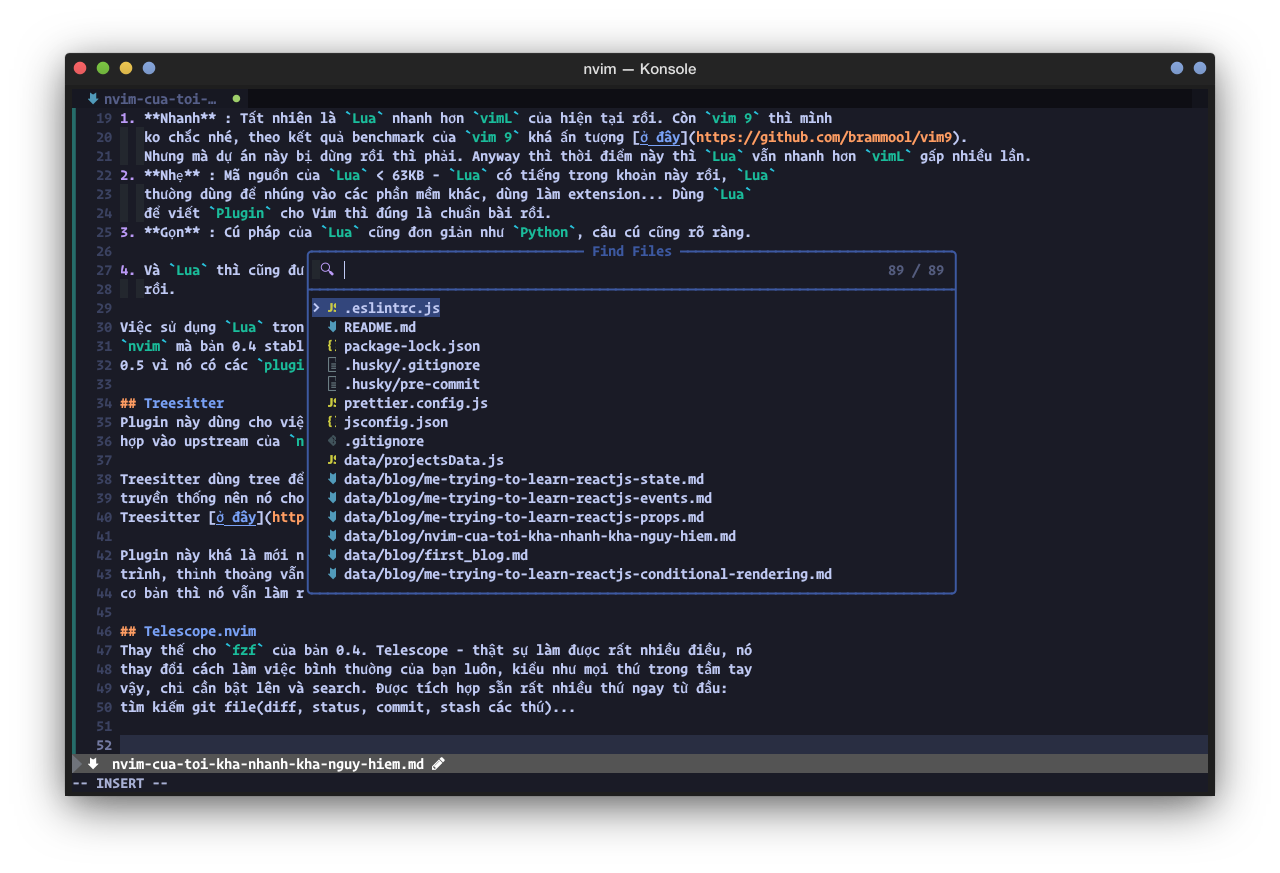 nvim — Konsole
nvim-cua-toi-…
19 1. **Nhanh** : Tất nhiên là `Lua` nhanh hơn `vimL` của hiện tại rồi. Còn `vim 9` thì mình
20 ko chắc nhé, theo kết quả benchmark của `vim 9` khá ấn tượng [ở đây](https://github.com/brammool/vim9).
21 Nhưng mà dự án này bị dừng rồi thì phải. Anyway thì thời điểm này thì `Lua` vẫn nhanh hơn `vimL` gấp nhiều lần.
22 2. **Nhẹ** : Mã nguồn của `Lua` < 63KB - `Lua` có tiếng trong khoản này rồi, `Lua`
23 thường dùng để nhúng vào các phần mềm khác, dùng làm extension... Dùng `Lua`
24 để viết `Plugin` cho Vim thì đúng là chuẩn bài rồi.
25 3. **Gọn** : Cú pháp của `Lua` cũng đơn giản như `Python`, câu cú cũng rõ ràng.
26
27 4. Và `Lua` thì cũng đư
28 rồi.
29
30 Việc sử dụng `Lua` tron
31 `nvim` mà bản 0.4 stabl
32 0.5 vì nó có các `plugi
33
34 ## Treesitter
35 Plugin này dùng cho việ
36 hợp vào upstream của `n
37
38 Treesitter dùng tree để
39 truyền thống nên nó cho
40 Treesitter [ở đây](http
41
42 Plugin này khá là mới n
43 trình, thỉnh thoảng vẫn
44 cơ bản thì nó vẫn làm r
45
46 ## Telescope.nvim
47 Thay thế cho `fzf` của bản 0.4. Telescope - thật sự làm được rất nhiều điều, nó
48 thay đổi cách làm việc bình thường của bạn luôn, kiểu như mọi thứ trong tầm tay
49 vậy, chỉ cần bật lên và search. Được tích hợp sẵn rất nhiều thứ ngay từ đầu:
50 tìm kiếm git file(diff, status, commit, stash các thứ)...
51
52
Find Files
89 / 89
> JS .eslintrc.js
README.md
{} package-lock.json
.husky/.gitignore
.husky/pre-commit
JS prettier.config.js
{} jsconfig.json
.gitignore
JS data/projectsData.js
data/blog/me-trying-to-learn-reactjs-state.md
data/blog/me-trying-to-learn-reactjs-events.md
data/blog/me-trying-to-learn-reactjs-props.md
data/blog/nvim-cua-toi-kha-nhanh-kha-nguy-hiem.md
data/blog/first_blog.md
data/blog/me-trying-to-learn-reactjs-conditional-rendering.md
nvim-cua-toi-kha-nhanh-kha-nguy-hiem.md
-- INSERT --